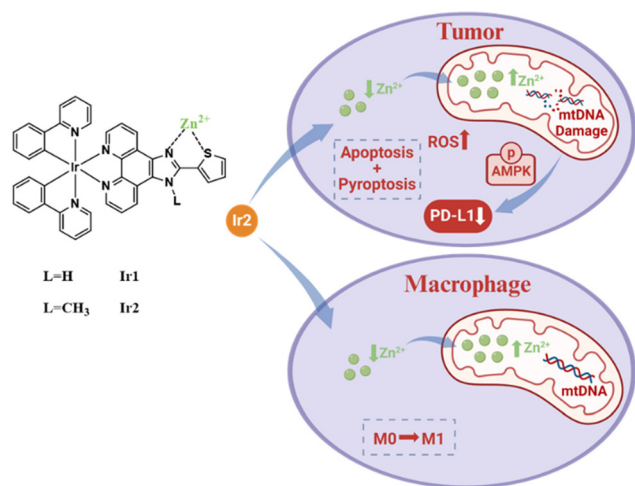 Zn²⁺
N
N
N
S
Ir
N
N
N
L
L=H Ir1
L=CH₃ Ir2
Ir2
Tumor
Zn²⁺
Zn²⁺
mtDNA
Damage
Apoptosis
+
Pyroptosis
ROS
p
AMPK
PD-L1
Macrophage
Zn²⁺
Zn²⁺
mtDNA
M0 M1